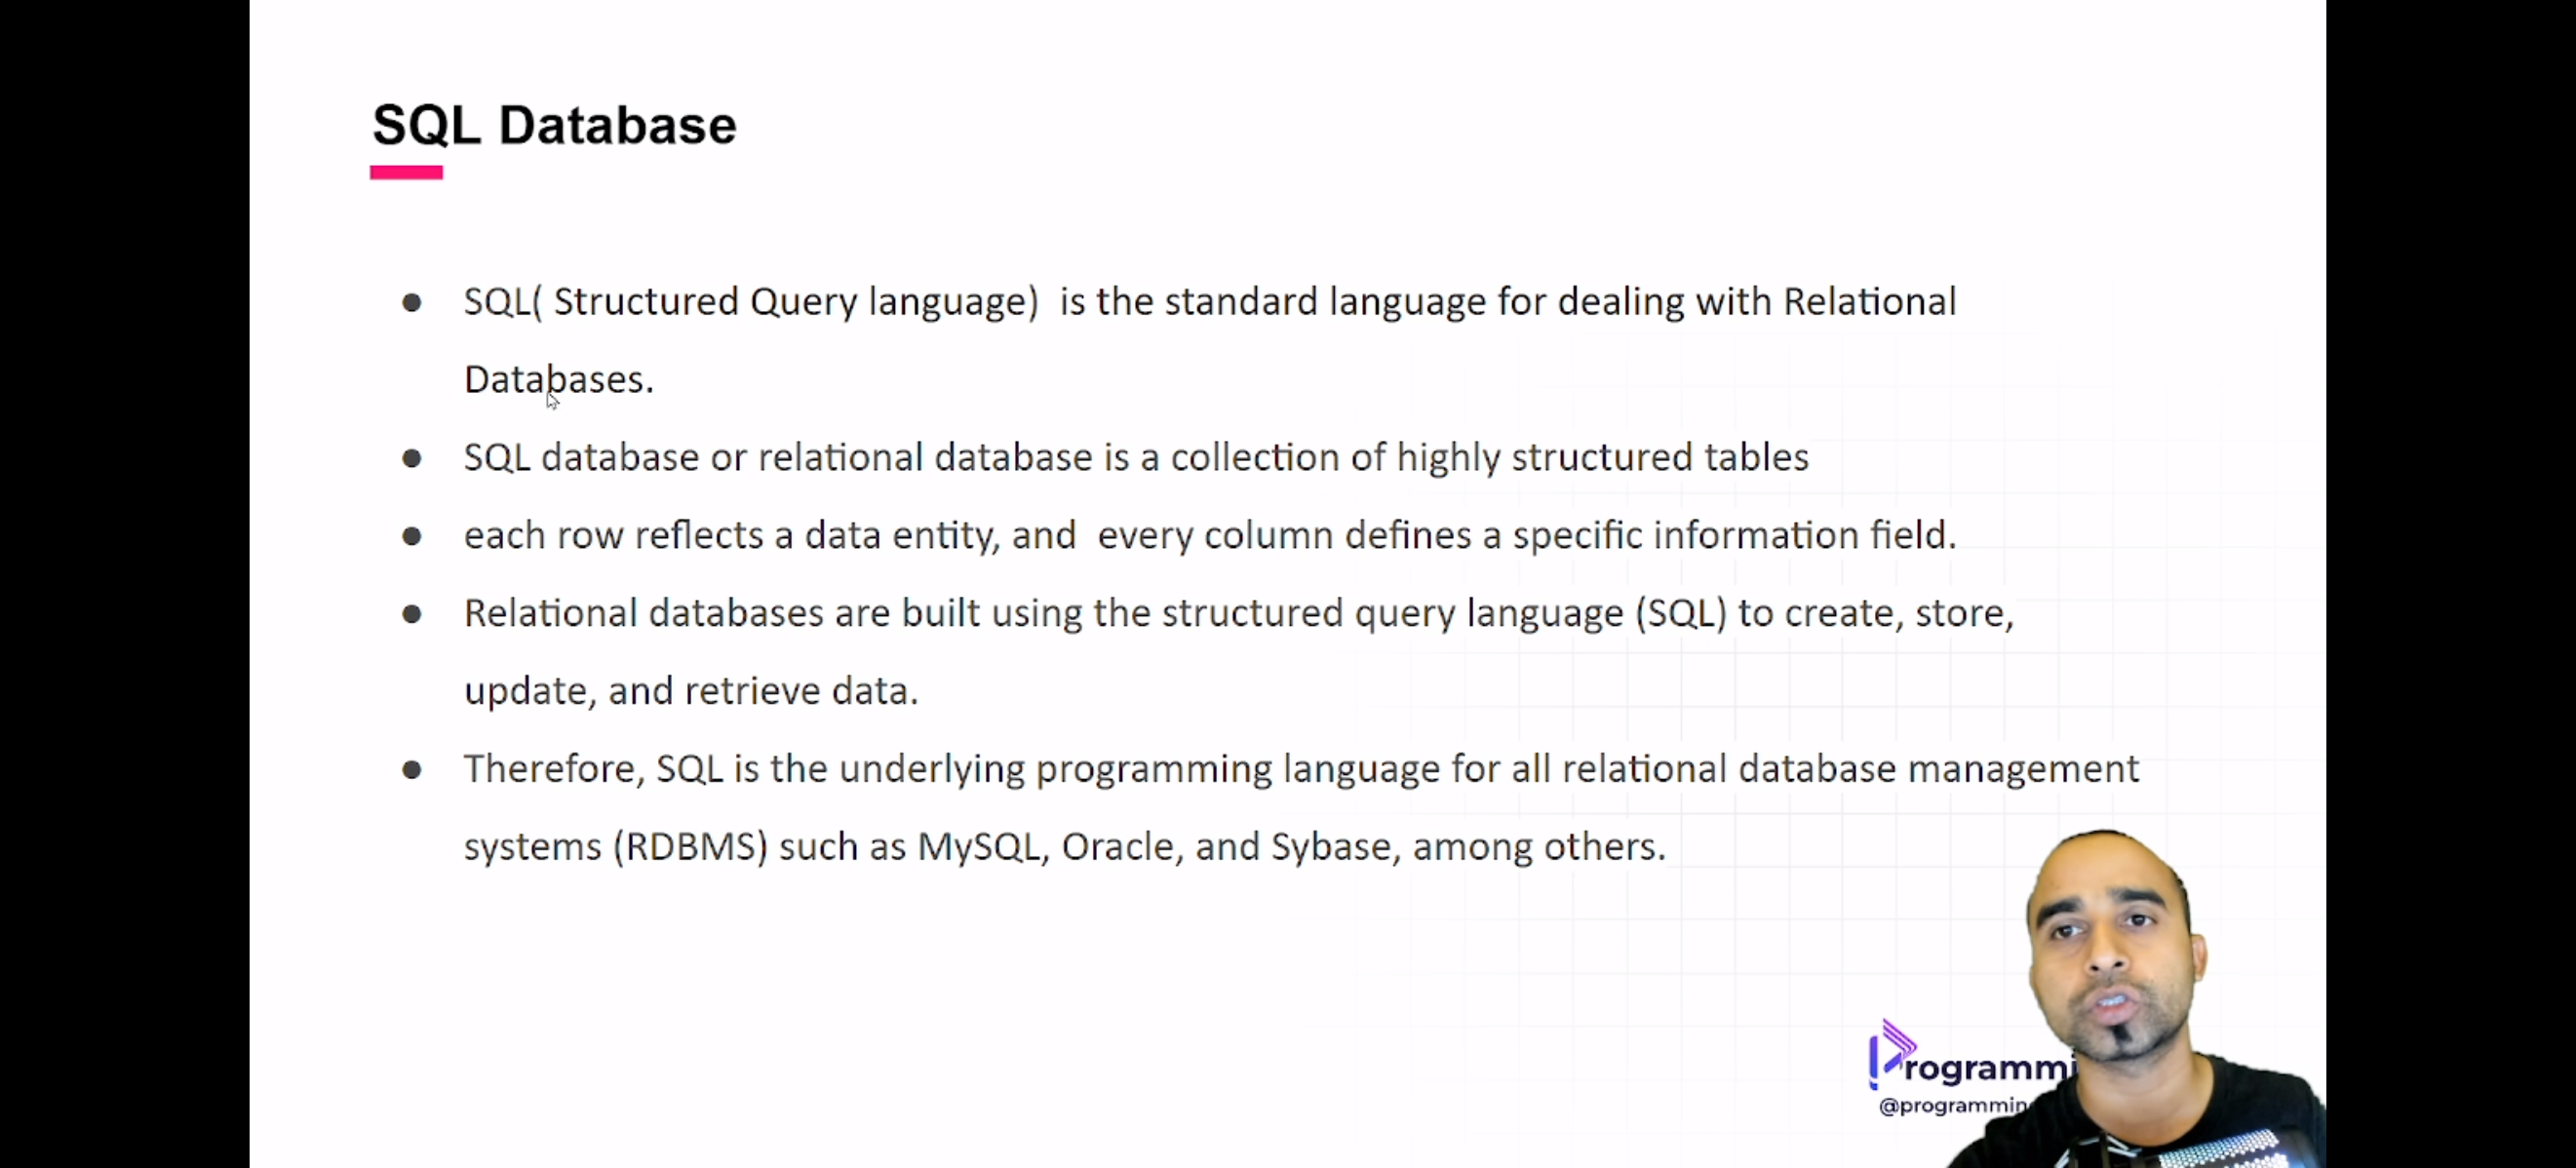 SQL Database
● SQL( Structured Query language)  is the standard language for dealing with Relational
Databases.
● SQL database or relational database is a collection of highly structured tables
● each row reflects a data entity, and  every column defines a specific information field.
● Relational databases are built using the structured query language (SQL) to create, store,
update, and retrieve data.
● Therefore, SQL is the underlying programming language for all relational database management
systems (RDBMS) such as MySQL, Oracle, and Sybase, among others.